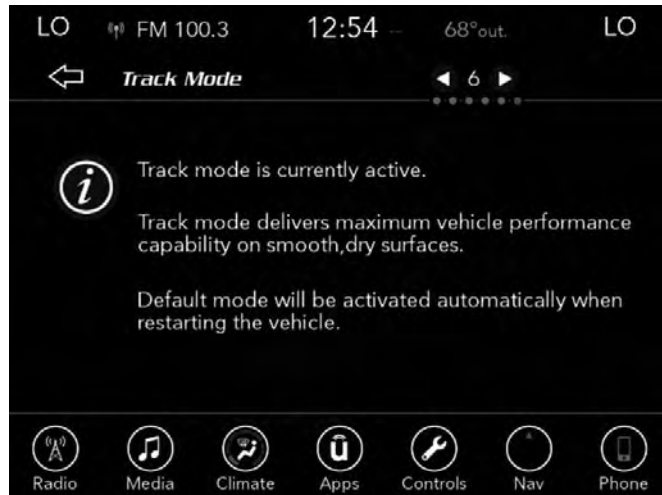 LO FM 100.3 12:54 -- 68°out. LO
Track Mode 6
Track mode is currently active.
Track mode delivers maximum vehicle performance
capability on smooth,dry surfaces.
Default mode will be activated automatically when
restarting the vehicle.
Radio Media Climate Apps Controls Nav Phone